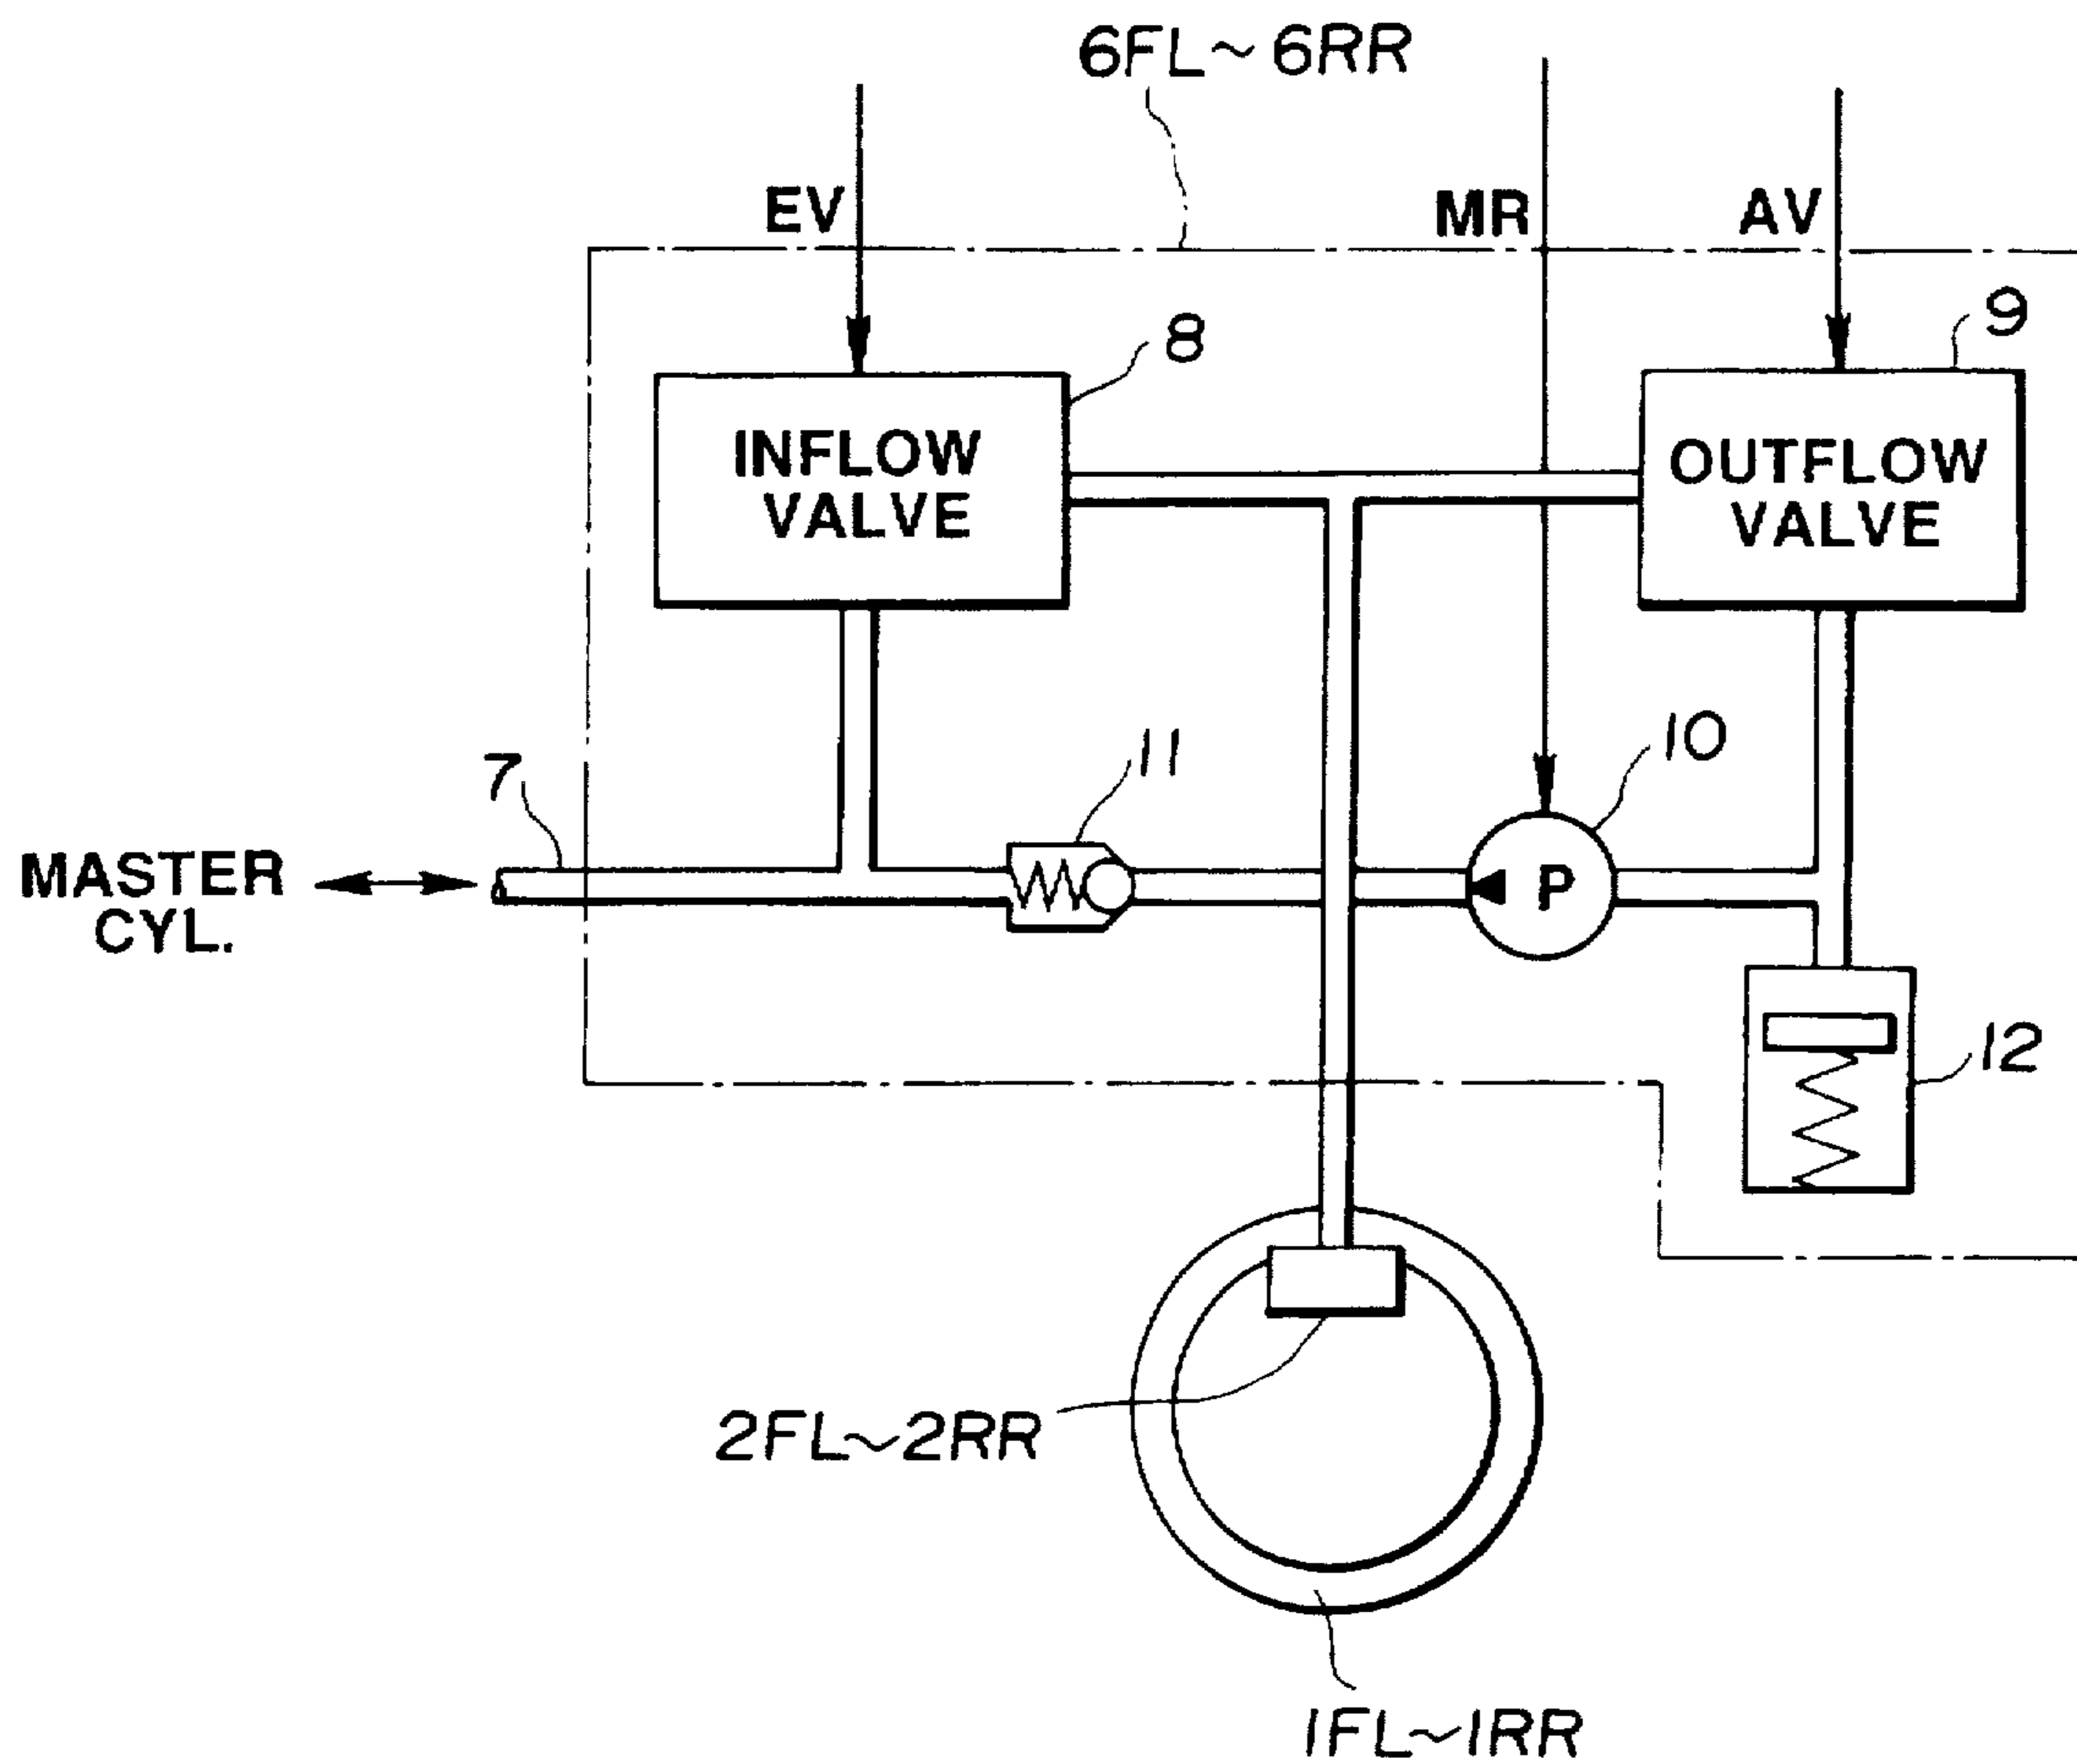 6FL~6RR
EV
MR
AV
8
9
INFLOW
VALVE
OUTFLOW
VALVE
7
11
10
MASTER
CYL.
P
12
2FL~2RR
1FL~1RR